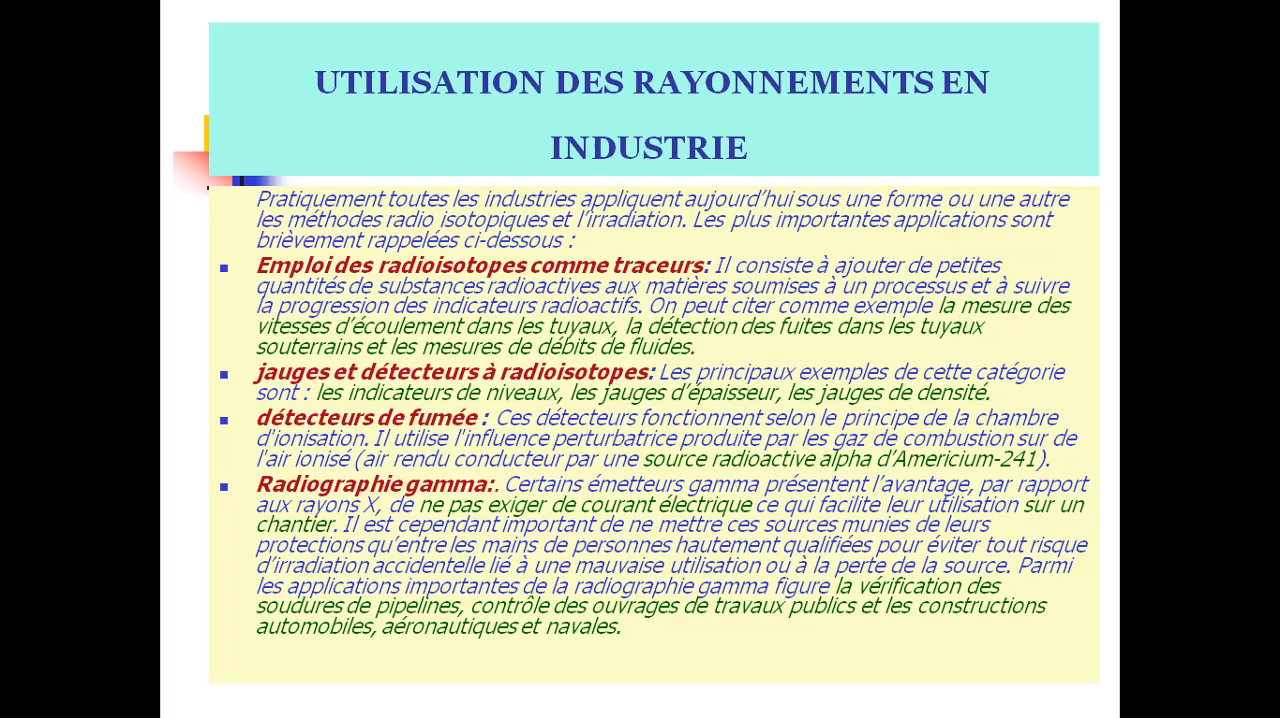 UTILISATION DES RAYONNEMENTS EN
INDUSTRIE
Pratiquement toutes les industries appliquent aujourd’hui sous une forme ou une autre
les méthodes radio isotopiques et l’irradiation. Les plus importantes applications sont
brièvement rappelées ci-dessous :
Emploi des radioisotopes comme traceurs: Il consiste à ajouter de petites
quantités de substances radioactives aux matières soumises à un processus et à suivre
la progression des indicateurs radioactifs. On peut citer comme exemple la mesure des
vitesses d’écoulement dans les tuyaux, la détection des fuites dans les tuyaux
souterrains et les mesures de débits de fluides.
jauges et détecteurs à radioisotopes: Les principaux exemples de cette catégorie
sont : les indicateurs de niveaux, les jauges d’épaisseur, les jauges de densité.
détecteurs de fumée : Ces détecteurs fonctionnent selon le principe de la chambre
d'ionisation. Il utilise l'influence perturbatrice produite par les gaz de combustion sur de
l'air ionisé (air rendu conducteur par une source radioactive alpha d’Americium-241).
Radiographie gamma:. Certains émetteurs gamma présentent l’avantage, par rapport
aux rayons X, de ne pas exiger de courant électrique ce qui facilite leur utilisation sur un
chantier. Il est cependant important de ne mettre ces sources munies de leurs
protections qu’entre les mains de personnes hautement qualifiées pour éviter tout risque
d’irradiation accidentelle lié à une mauvaise utilisation ou à la perte de la source. Parmi
les applications importantes de la radiographie gamma figure la vérification des
soudures de pipelines, contrôle des ouvrages de travaux publics et les constructions
automobiles, aéronautiques et navales.